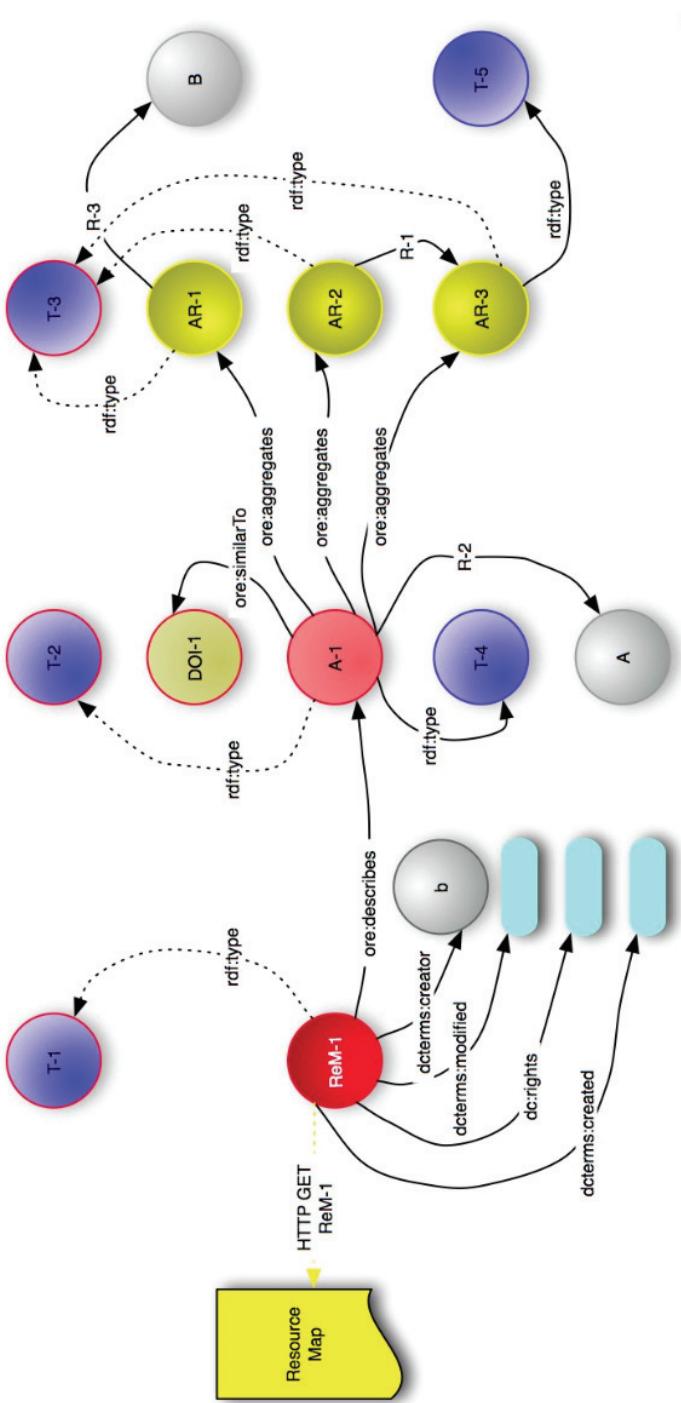 Resource
Map
HTTP GET
ReM-1
T-1
rdf:type
ReM-1
ore:describes
dcterms:creator
b
dcterms:modified
dc:rights
dcterms:created
T-2
rdf:type
DOI-1
ore:similarTo
A-1
rdf:type
T-4
R-2
A
ore:aggregates
ore:aggregates
ore:aggregates
T-3
rdf:type
AR-1
R-3
B
rdf:type
AR-2
R-1
rdf:type
AR-3
rdf:type
T-5